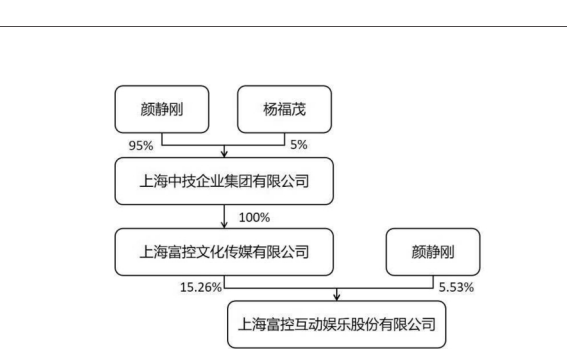 颜静刚
杨福茂
95%
5%
上海中技企业集团有限公司
100%
上海富控文化传媒有限公司
颜静刚
15.26%
5.53%
上海富控互动娱乐股份有限公司